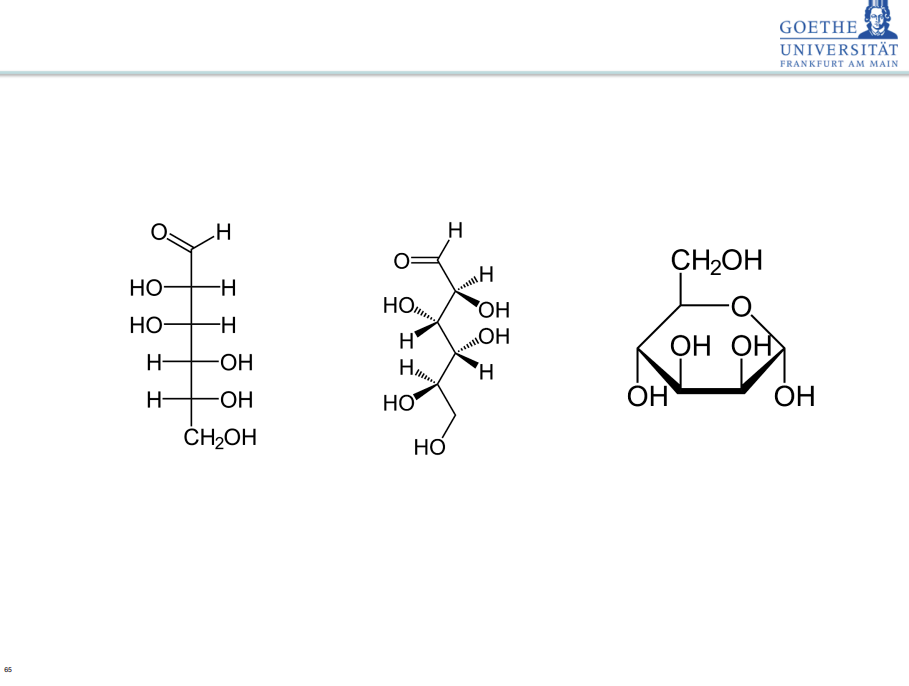 GOETHE
UNIVERSITÄT
FRANKFURT AM MAIN
O H
HO H
HO H
H OH
H OH
CH2OH
H
O
H
HO OH
OH
H
H H
HO
HO
CH2OH
O
OH OH
OH OH
65